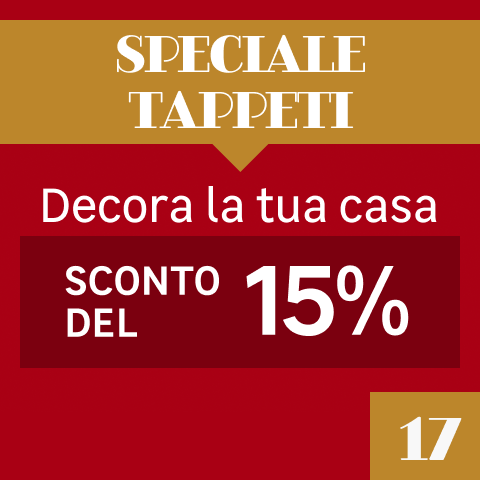 SPECIALE
TAPPETI
Decora la tua casa
SCONTO
DEL
15%
17